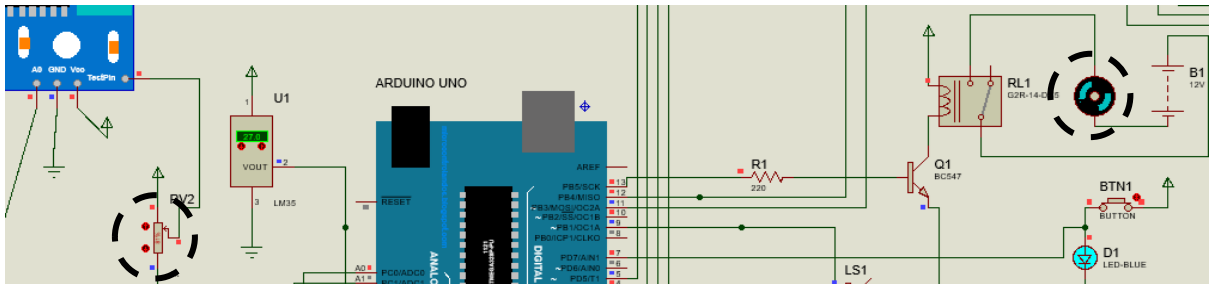 A0 GND Vcc TestPin
U1
1
27.0
VOUT
2
3
LM35
RV2
ARDUINO UNO
RESET
AREF
13
PB5/SCK
12
PB4/MISO
11
~PB3/MOSI/OC2A
10
~PB2/SS/OC1B
9
~PB1/OC1A
8
PB0/ICP1/CLKO
7
PD7/AIN1
6
~PD6/AIN0
5
~PD5/T1
4
A0
PC0/ADC0
A1
DIGITAL
1121
R1
220
Q1
BC547
RL1
G2R-14-D
B1
12V
BTN1
BUTTON
D1
LED-BLUE
LS1